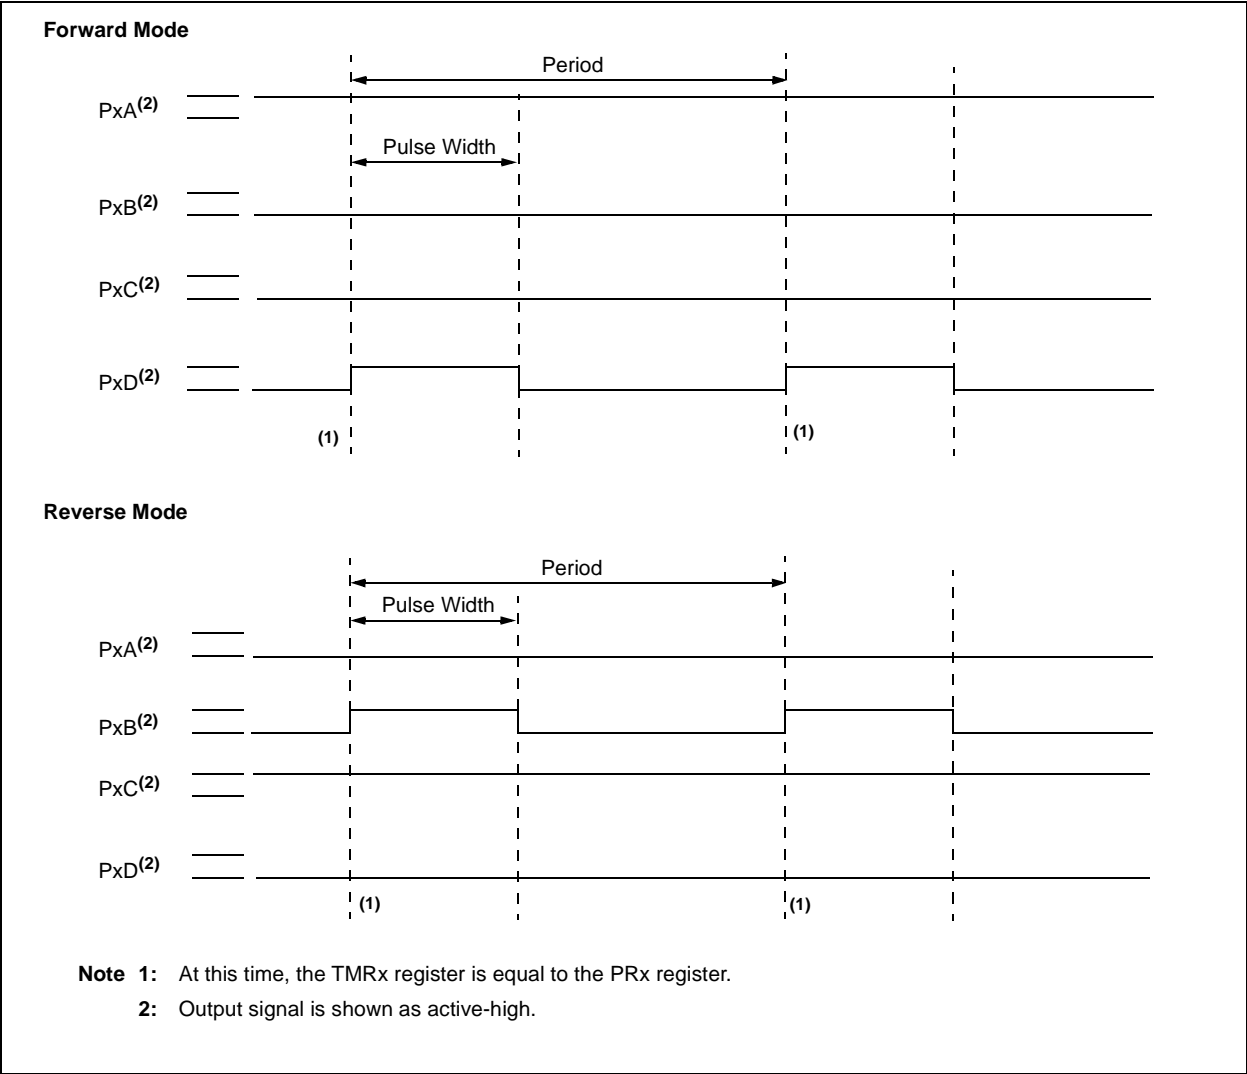 Forward Mode
Period
PxA(2)
Pulse Width
PxB(2)
PxC(2)
PxD(2)
(1) (1)
Reverse Mode
Period
Pulse Width
PxA(2)
PxB(2)
PxC(2)
PxD(2)
(1) (1)
Note 1: At this time, the TMRx register is equal to the PRx register.
2: Output signal is shown as active-high.